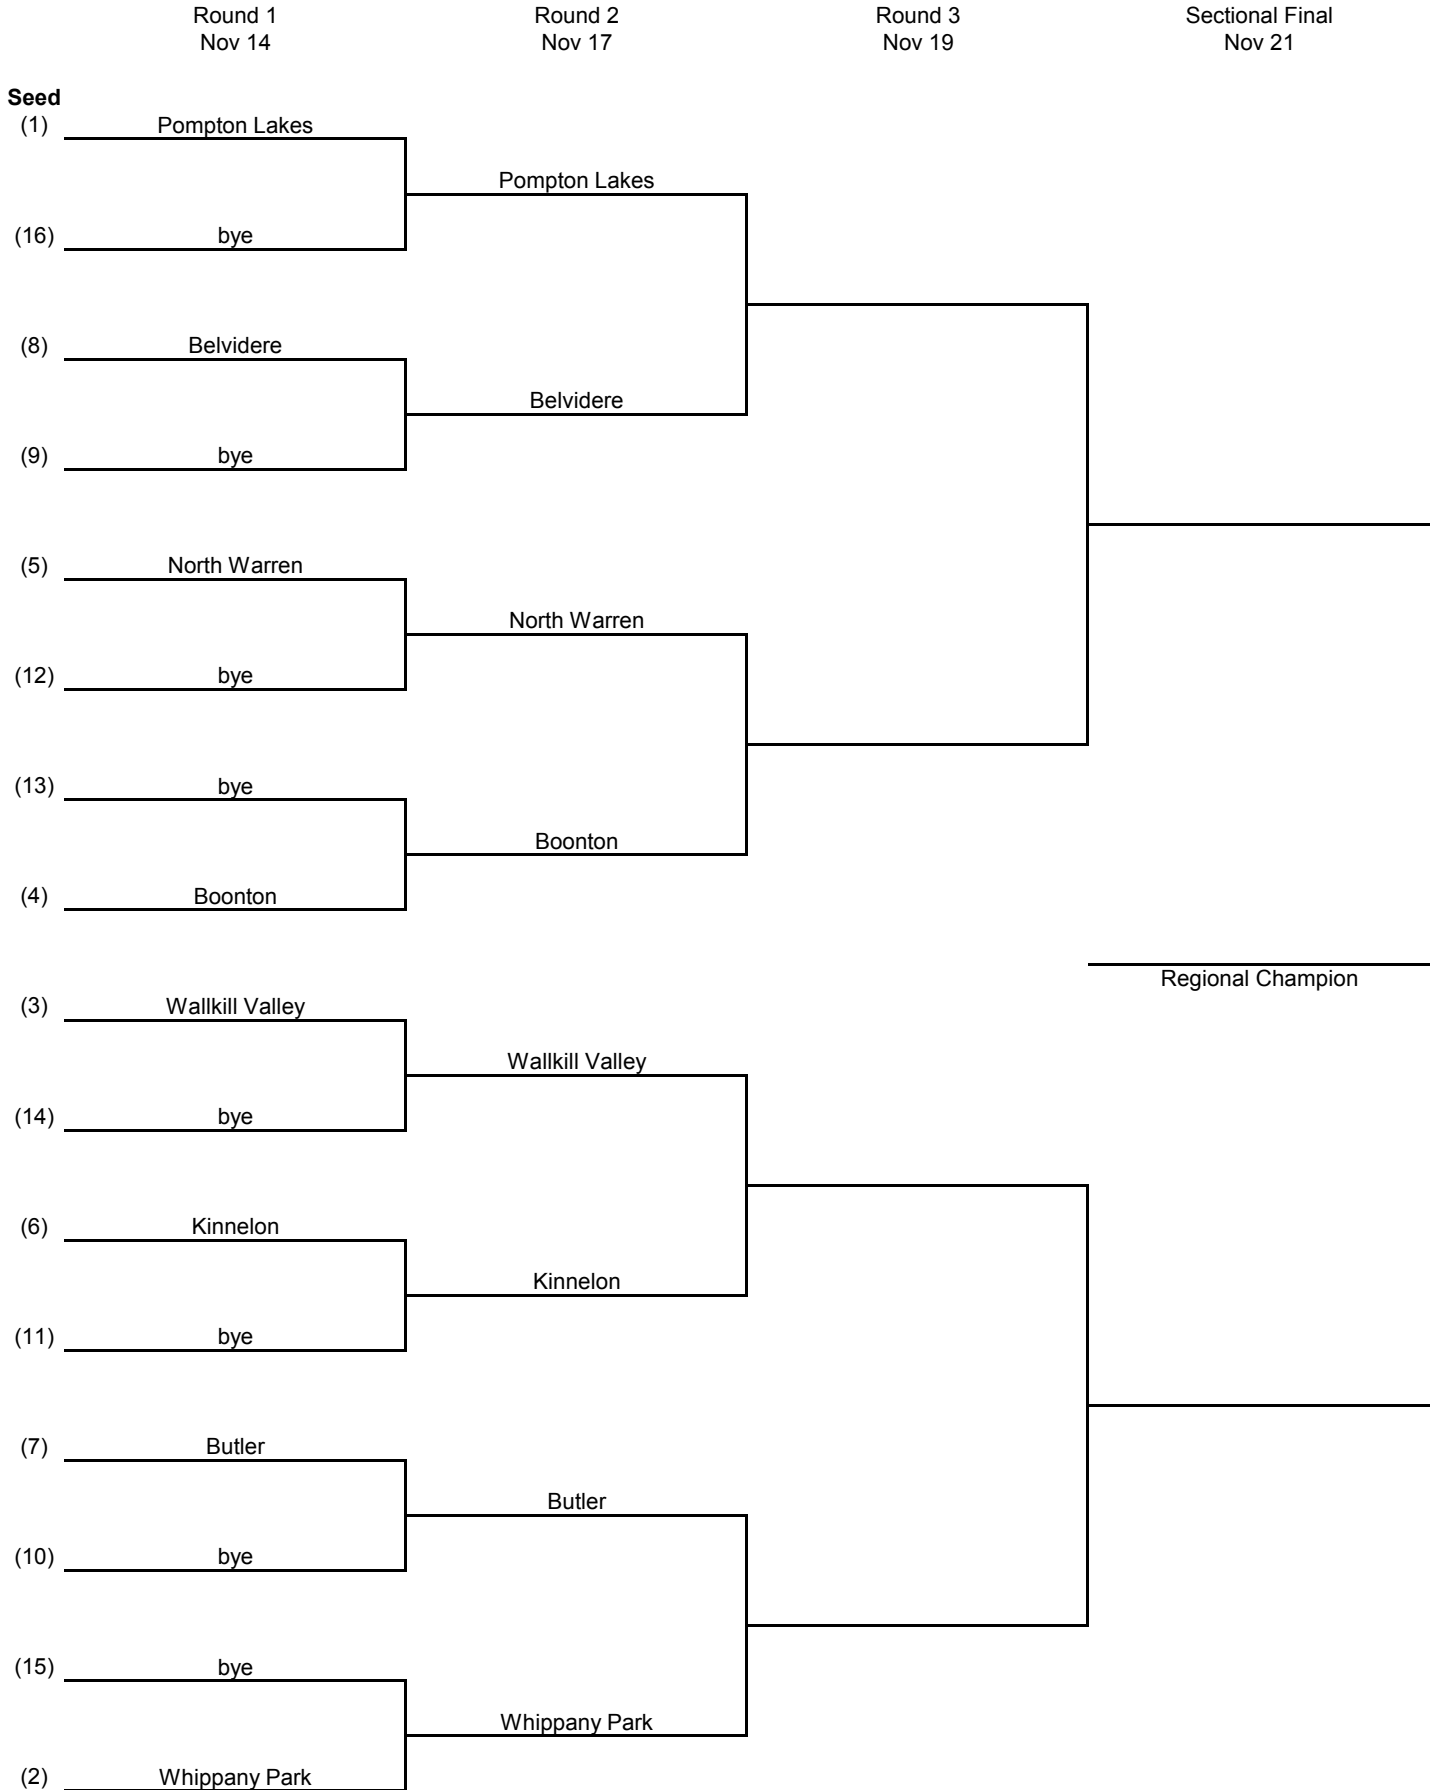 Round 1 Round 2 Round 3 Sectional Final
Nov 14 Nov 17 Nov 19 Nov 21
Seed
(1) Pompton Lakes
Pompton Lakes
(16) bye
(8) Belvidere
Belvidere
(9) bye
(5) North Warren
North Warren
(12) bye
(13) bye
Boonton
(4) Boonton
Regional Champion
(3) Wallkill Valley
Wallkill Valley
(14) bye
(6) Kinnelon
Kinnelon
(11) bye
(7) Butler
Butler
(10) bye
(15) bye
Whippany Park
(2) Whippany Park